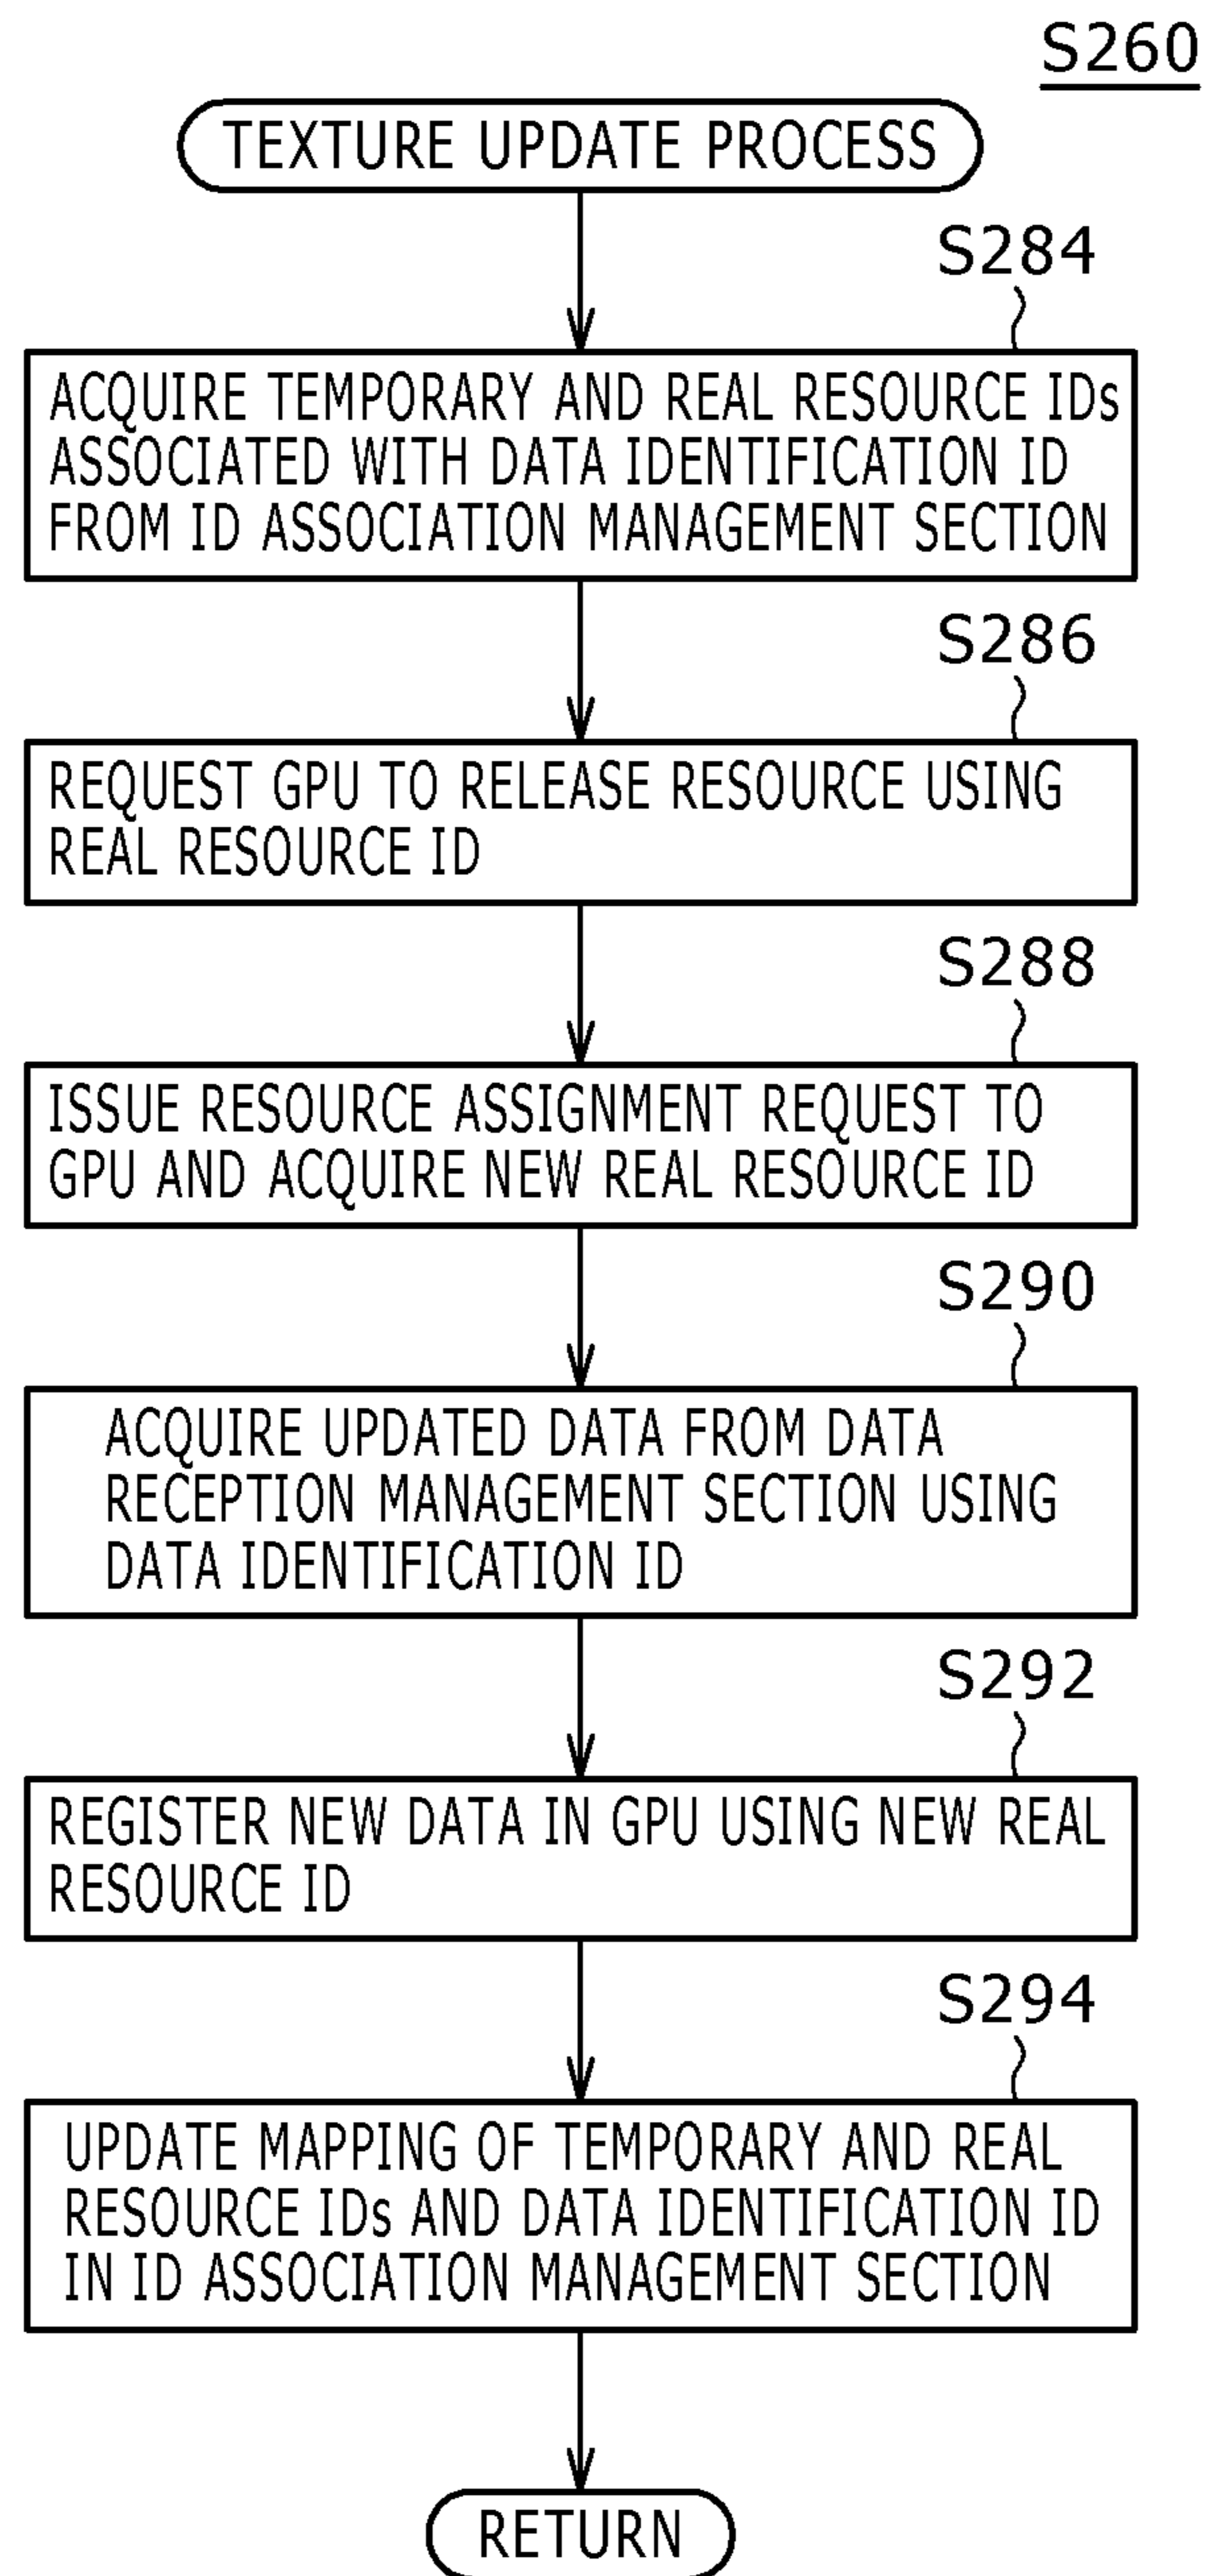 S260
TEXTURE UPDATE PROCESS
S284
ACQUIRE TEMPORARY AND REAL RESOURCE IDs
ASSOCIATED WITH DATA IDENTIFICATION ID
FROM ID ASSOCIATION MANAGEMENT SECTION
S286
REQUEST GPU TO RELEASE RESOURCE USING
REAL RESOURCE ID
S288
ISSUE RESOURCE ASSIGNMENT REQUEST TO
GPU AND ACQUIRE NEW REAL RESOURCE ID
S290
ACQUIRE UPDATED DATA FROM DATA
RECEPTION MANAGEMENT SECTION USING
DATA IDENTIFICATION ID
S292
REGISTER NEW DATA IN GPU USING NEW REAL
RESOURCE ID
S294
UPDATE MAPPING OF TEMPORARY AND REAL
RESOURCE IDs AND DATA IDENTIFICATION ID
IN ID ASSOCIATION MANAGEMENT SECTION
RETURN